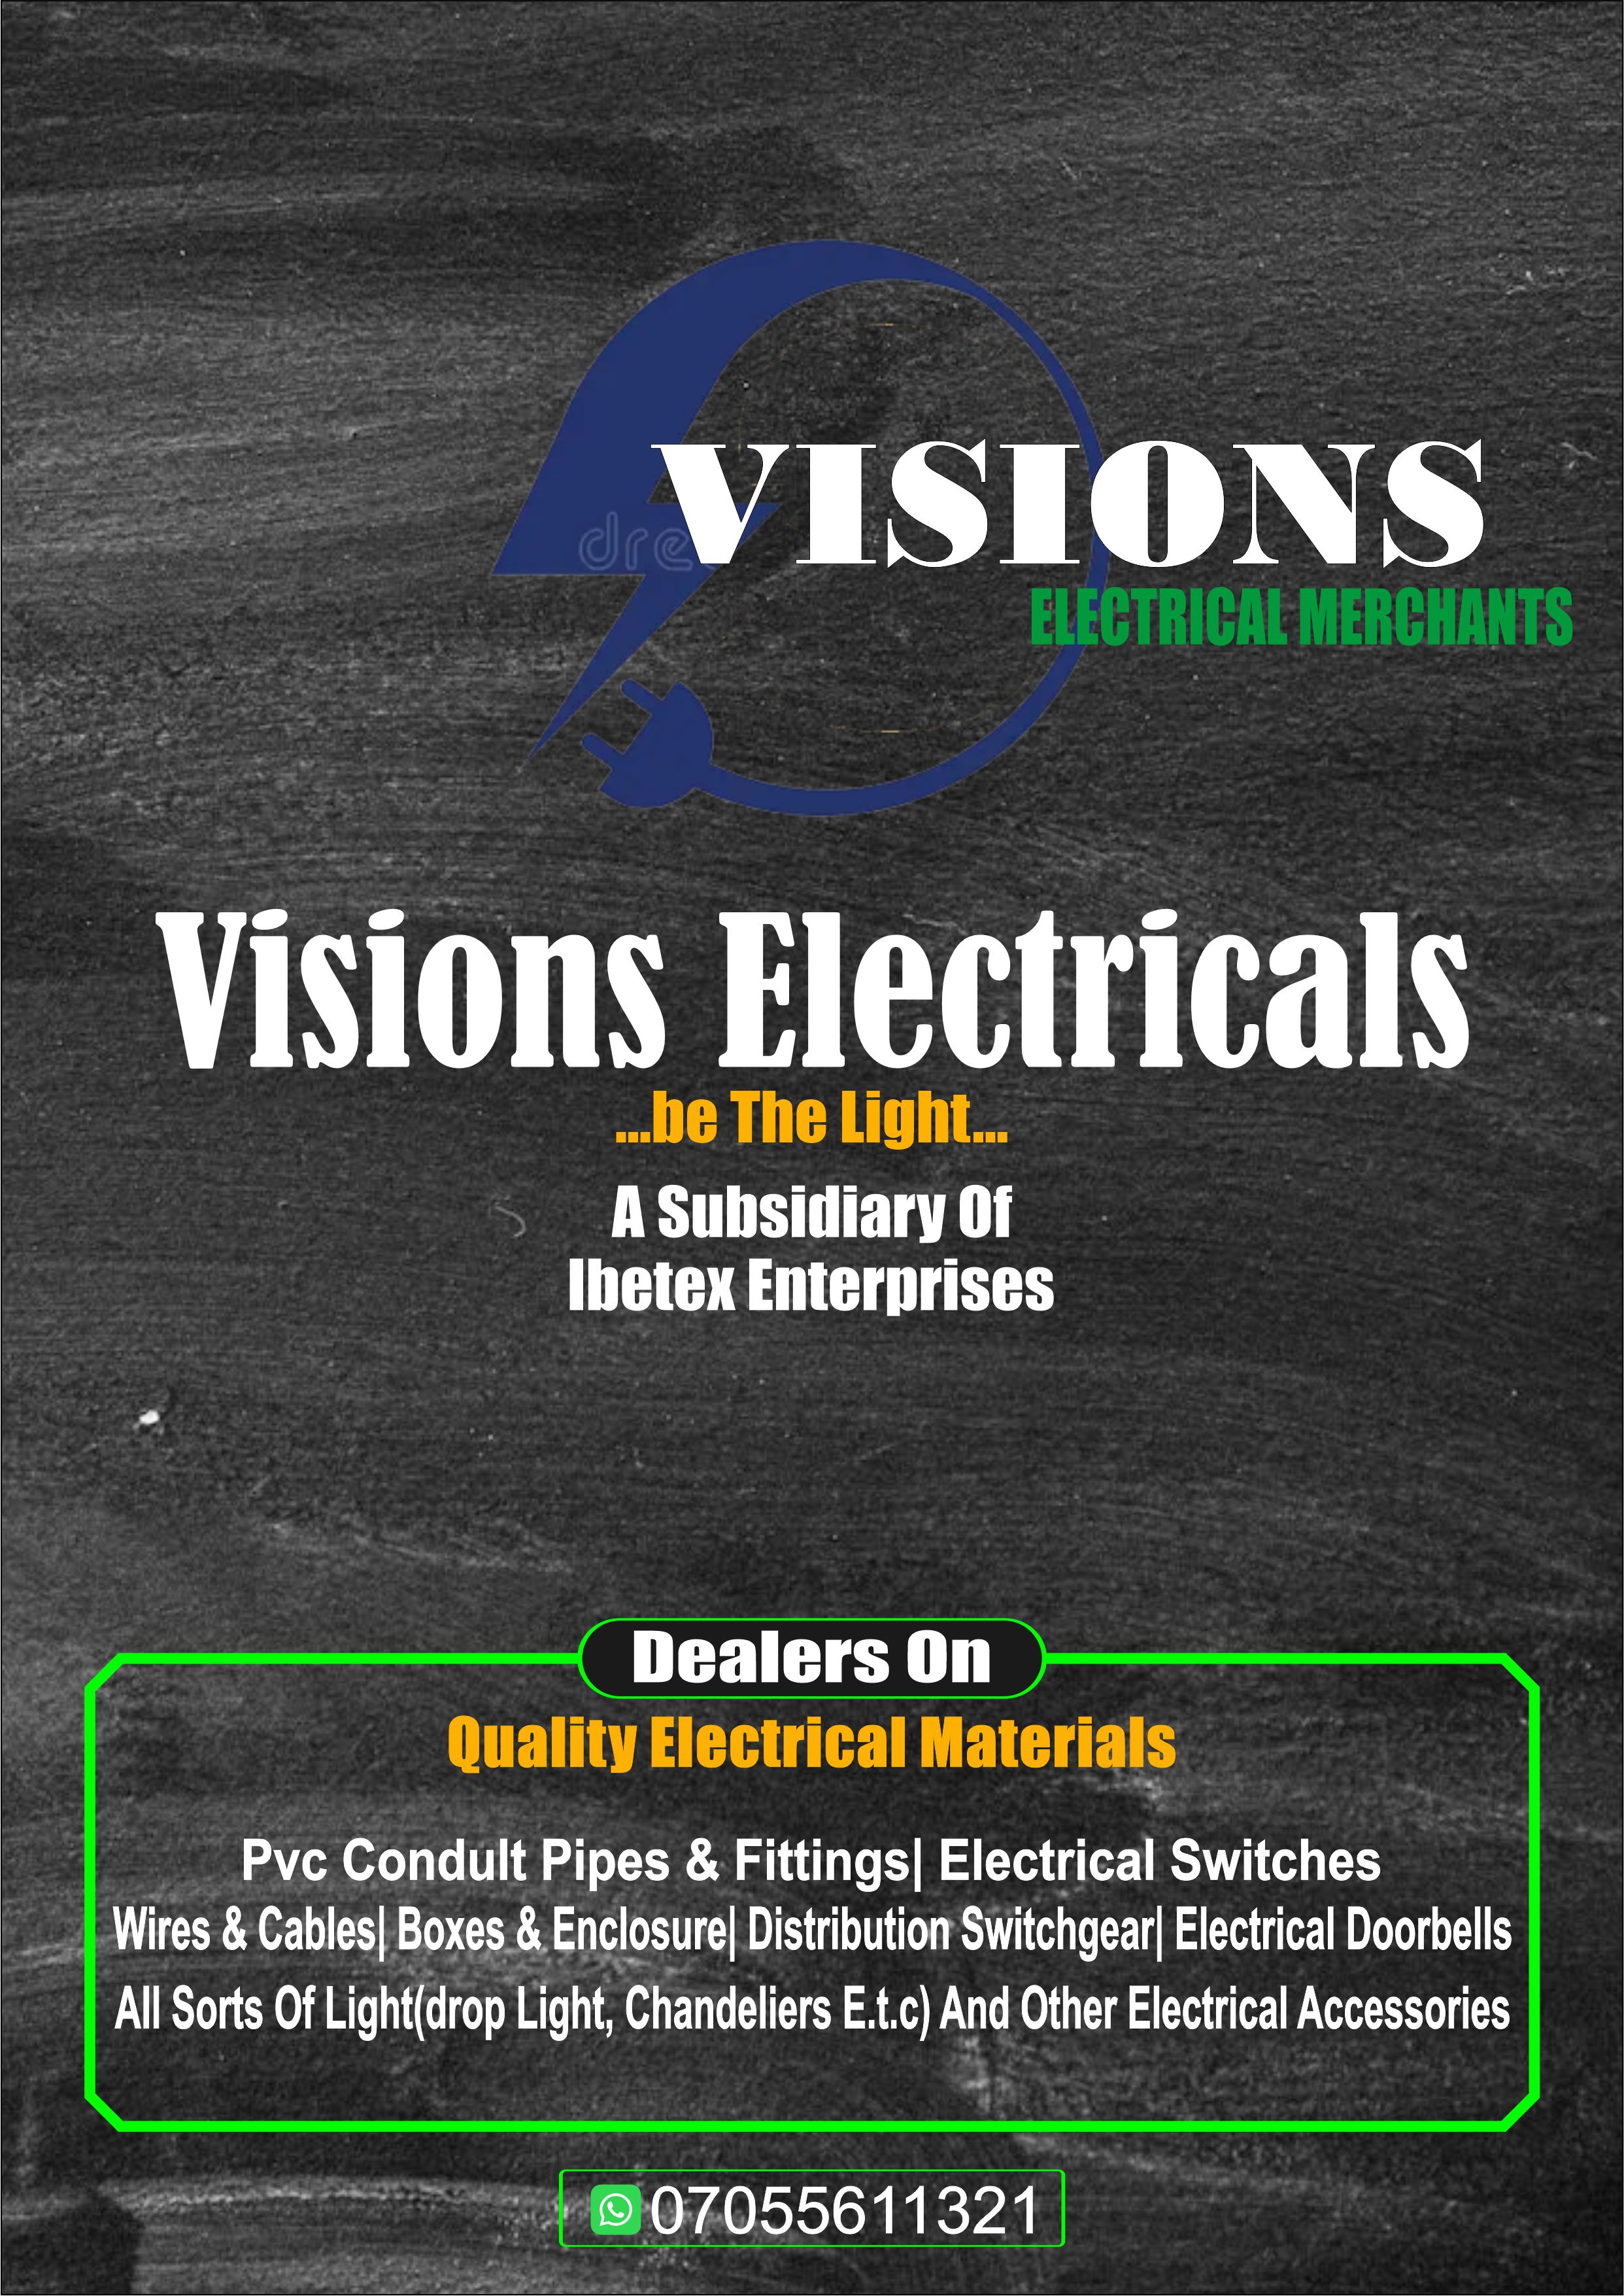 VISIONS
dre
ELECTRICAL MERCHANTS
Visions Electricals
...be The Light...
A Subsidiary Of
Ibetex Enterprises
Dealers On
Quality Electrical Materials
Pvc Condult Pipes & Fittings| Electrical Switches
Wires & Cables| Boxes & Enclosure| Distribution Switchgear| Electrical Doorbells
All Sorts Of Light(drop Light, Chandeliers E.t.c) And Other Electrical Accessories
07055611321